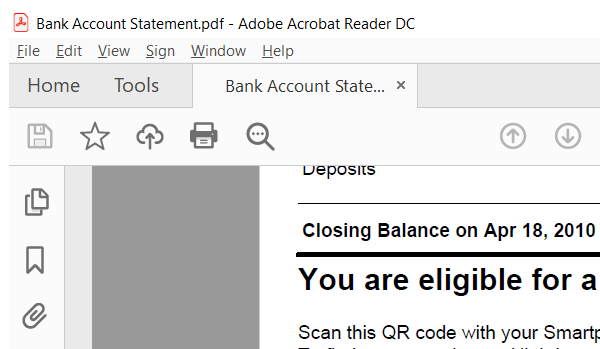 Bank Account Statement.pdf - Adobe Acrobat Reader DC
File Edit View Sign Window Help
Home Tools Bank Account State... ×
Deposits
Closing Balance on Apr 18, 2010
You are eligible for a
Scan this QR code with your Smartp